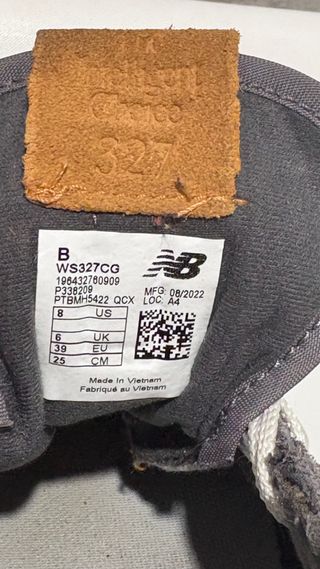 327
B
WS327CG
196432760909
P338209
PTBMH5422 QCX
MFG: 08/2022
LOC: A4
8 US
6 UK
39 EU
25 CM
Made in Vietnam
Fabriqué au Vietnam